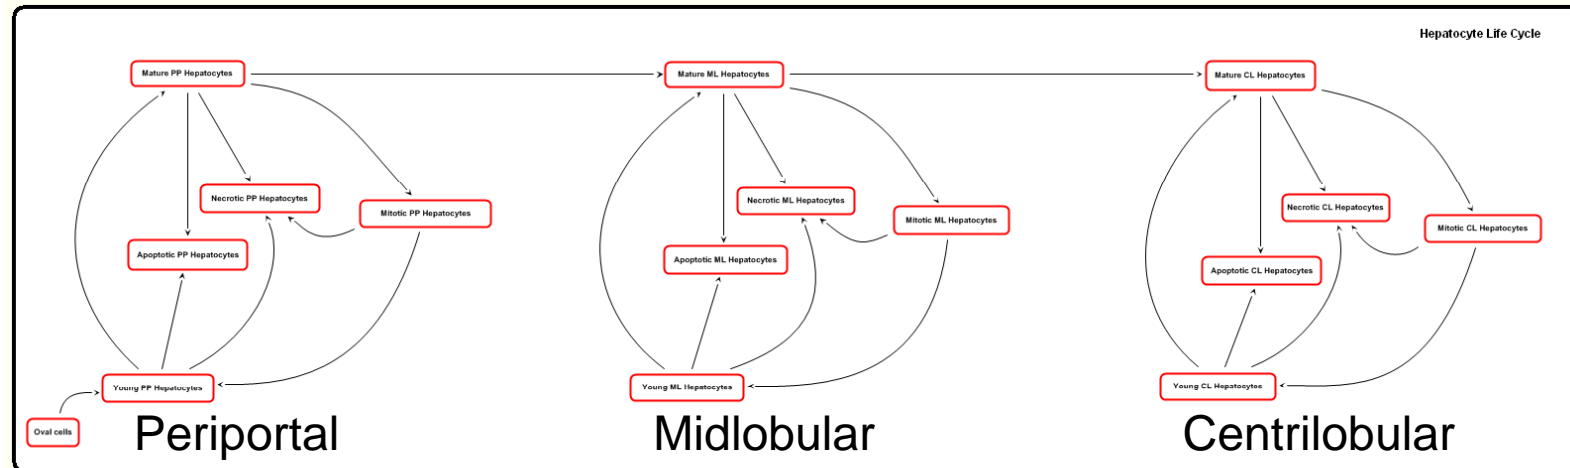 Hepatocyte Life Cycle
Mature PP Hepatocytes
Mature ML Hepatocytes
Mature CL Hepatocytes
Necrotic PP Hepatocytes
Mitotic PP Hepatocytes
Necrotic ML Hepatocytes
Mitotic ML Hepatocytes
Necrotic CL Hepatocytes
Mitotic CL Hepatocytes
Apoptotic PP Hepatocytes
Apoptotic ML Hepatocytes
Apoptotic CL Hepatocytes
Young PP Hepatocytes
Young ML Hepatocytes
Young CL Hepatocytes
Oval cells
Periportal
Midlobular
Centrilobular